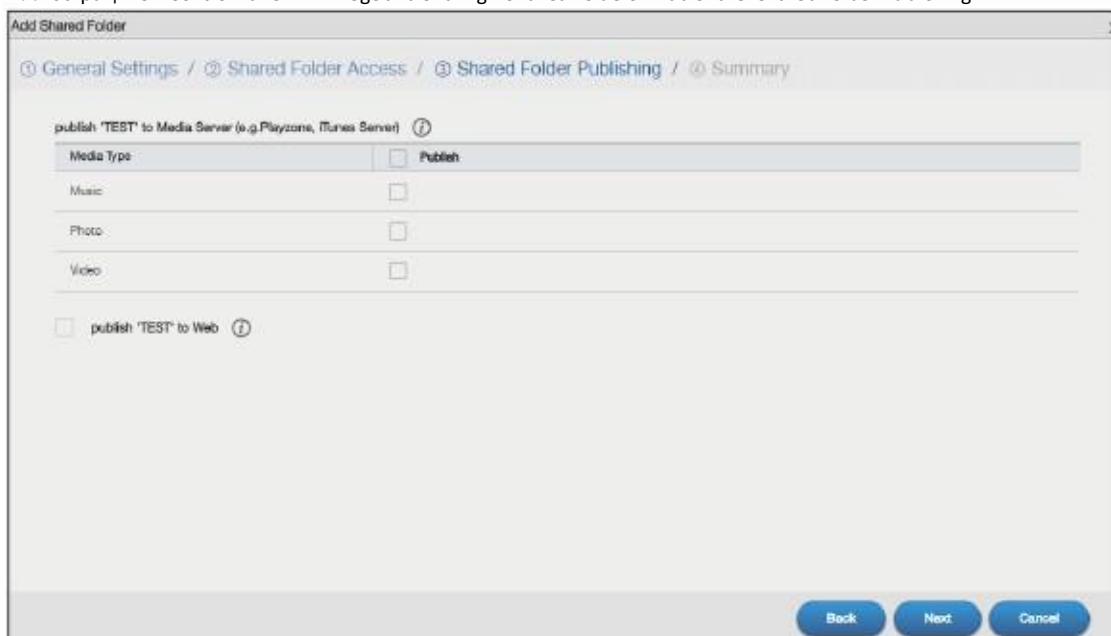 Add Shared Folder
① General Settings / ② Shared Folder Access / ③ Shared Folder Publishing / ④ Summary
publish 'TEST' to Media Server (e.g.Playzone, iTunes Server) ⓘ
Media Type Publish
Music
Photo
Video
publish 'TEST' to Web ⓘ
Back Next Cancel